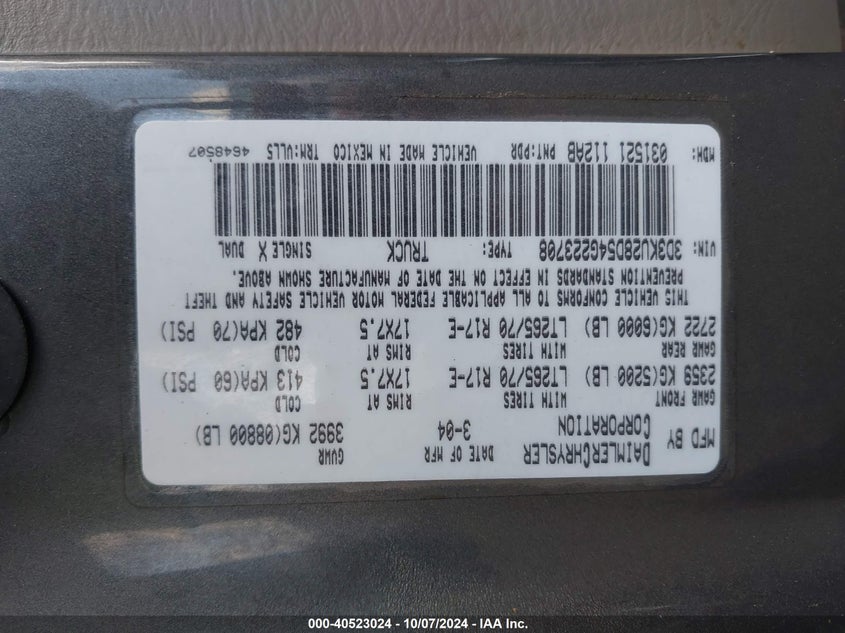 MFD BY DAIMLERCHRYSLER CORPORATION DATE OF MFR 3-04 GVWR 3992 KG(08800 LB)
GAWR FRONT WITH TIRES RIMS AT COLD
2359 KG(5200 LB) LT265/70 R17-E 17X7.5 413 KPA(60 PSI)
GAWR REAR WITH TIRES RIMS AT COLD
2722 KG(6000 LB) LT265/70 R17-E 17X7.5 482 KPA(70 PSI)
THIS VEHICLE CONFORMS TO ALL APPLICABLE FEDERAL MOTOR VEHICLE SAFETY AND THEFT
PREVENTION STANDARDS IN EFFECT ON THE DATE OF MANUFACTURE SHOWN ABOVE.
VIN: 3D3KU28D54G223708 TYPE: TRUCK SINGLE X DUAL
MDH: 031521 112AB PNT:PDR VEHICLE MADE IN MEXICO TRM:VLL5 4648507
000-40523024 - 10/07/2024 - IAA Inc.